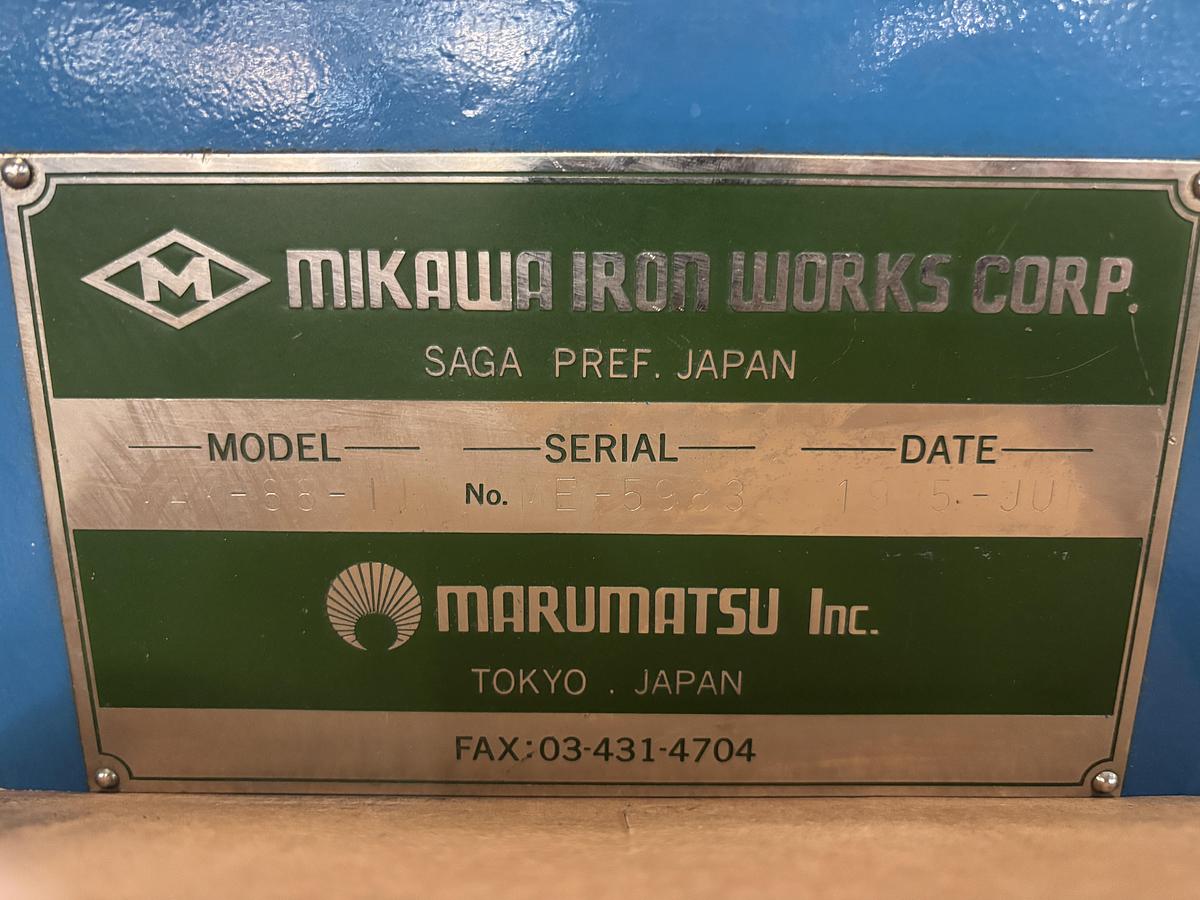 M MIKAWA IRON WORKS CORP.
SAGA PREF. JAPAN
MODEL SERIAL DATE
No.
MARUMATSU Inc.
TOKYO . JAPAN
FAX:03-431-4704